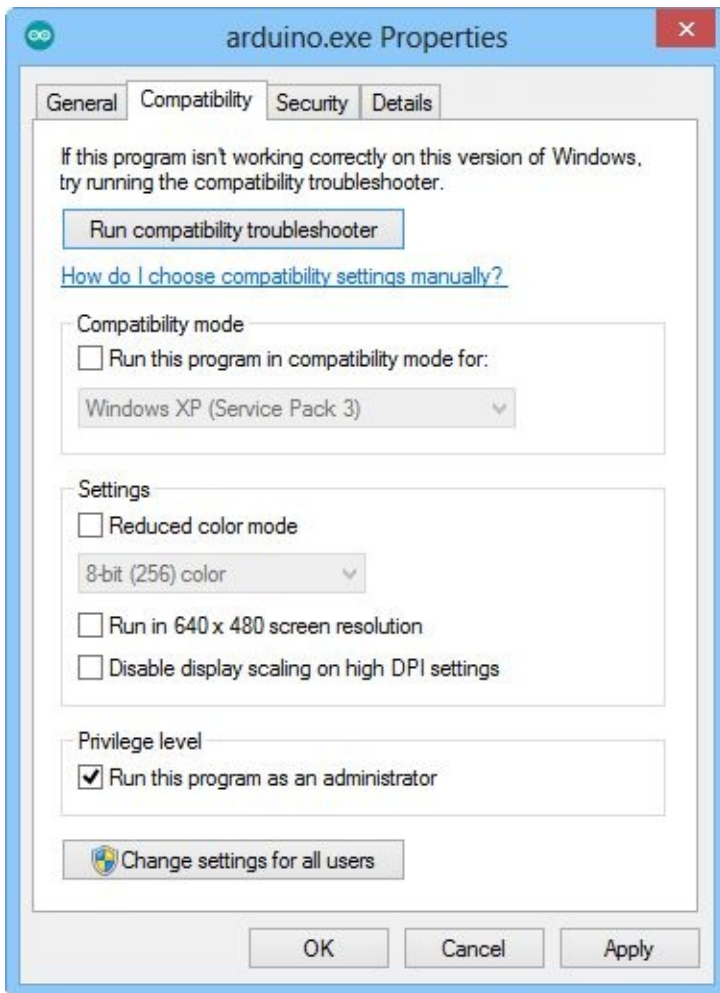 arduino.exe Properties
General Compatibility Security Details
If this program isn't working correctly on this version of Windows,
try running the compatibility troubleshooter.
Run compatibility troubleshooter
How do I choose compatibility settings manually?
Compatibility mode
Run this program in compatibility mode for:
Windows XP (Service Pack 3)
Settings
Reduced color mode
8-bit (256) color
Run in 640 x 480 screen resolution
Disable display scaling on high DPI settings
Privilege level
Run this program as an administrator
Change settings for all users
OK Cancel Apply